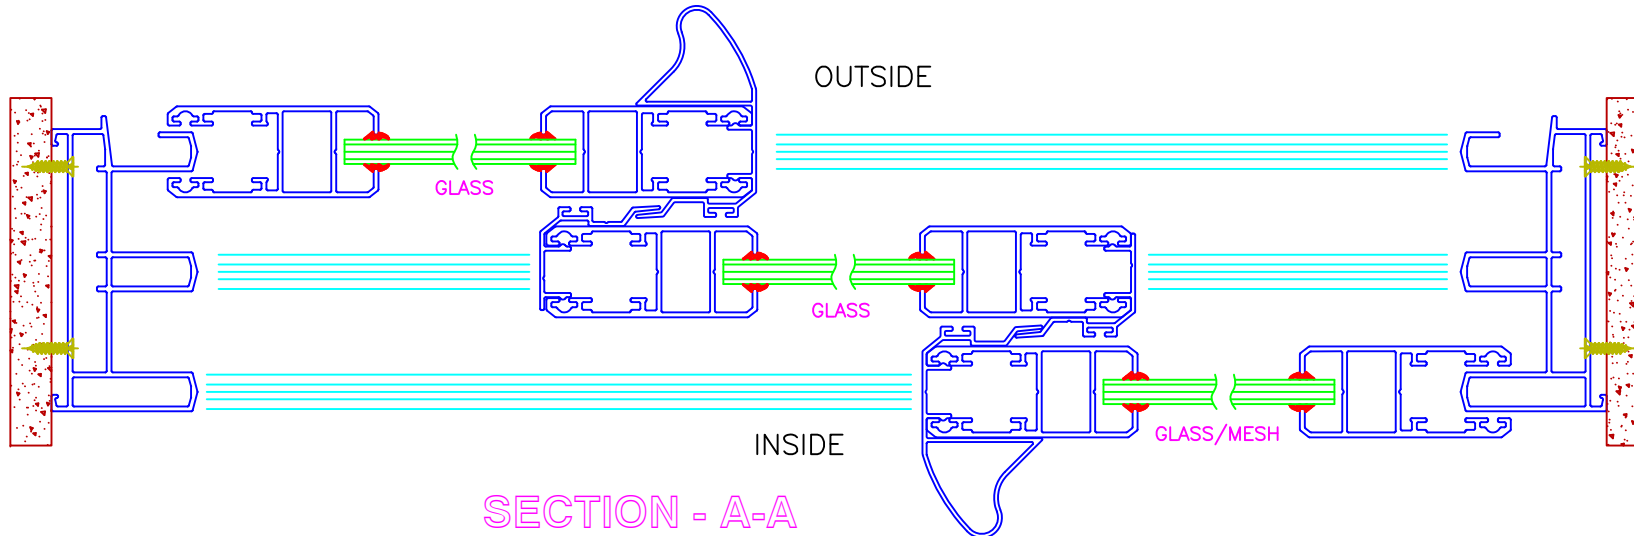 OUTSIDE
GLASS
GLASS
GLASS/MESH
INSIDE
SECTION - A-A